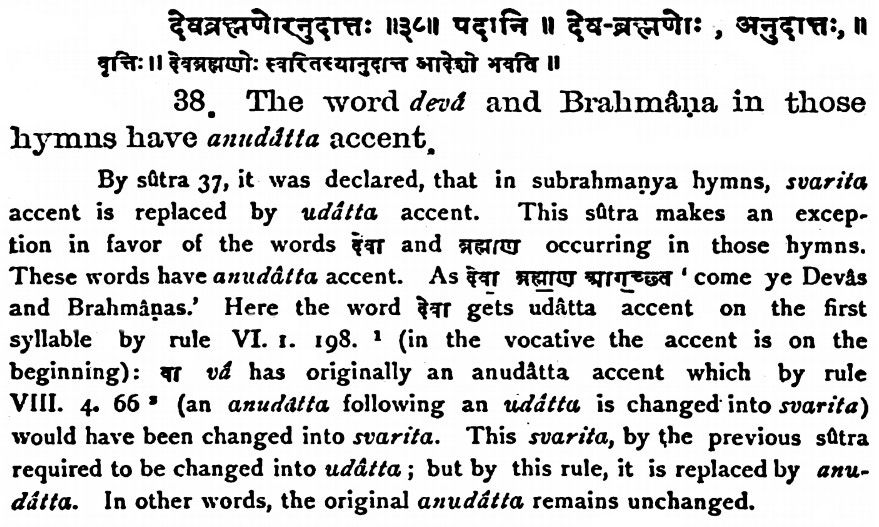 देवब्रह्मणोरनुदात्तः ॥३८॥ पदानि ॥ देव-ब्रह्मणोः , अनुदात्तः, ॥
वृत्तिः ॥ देवब्रह्मणोः स्वरितस्यानुदात्त आदेशो भवति ॥
38. The word devâ and Brahmâṇa in those
hymns have anudâtta accent.
By sûtra 37, it was declared, that in subrahmaṇya hymns, svarita
accent is replaced by udâtta accent. This sûtra makes an excep-
tion in favor of the words देवा and ब्रह्माण occurring in those hymns.
These words have anudâtta accent. As देवा ब्रह्माण आगच्छत ' come ye Devâs
and Brahmâṇas.' Here the word देवा gets udâtta accent on the first
syllable by rule VI. 1. 198. ¹ (in the vocative the accent is on the
beginning): वा vâ has originally an anudâtta accent which by rule
VIII. 4. 66 ² (an anudâtta following an udâtta is changed into svarita)
would have been changed into svarita. This svarita, by the previous sûtra
required to be changed into udâtta ; but by this rule, it is replaced by anu-
dâtta. In other words, the original anudâtta remains unchanged.